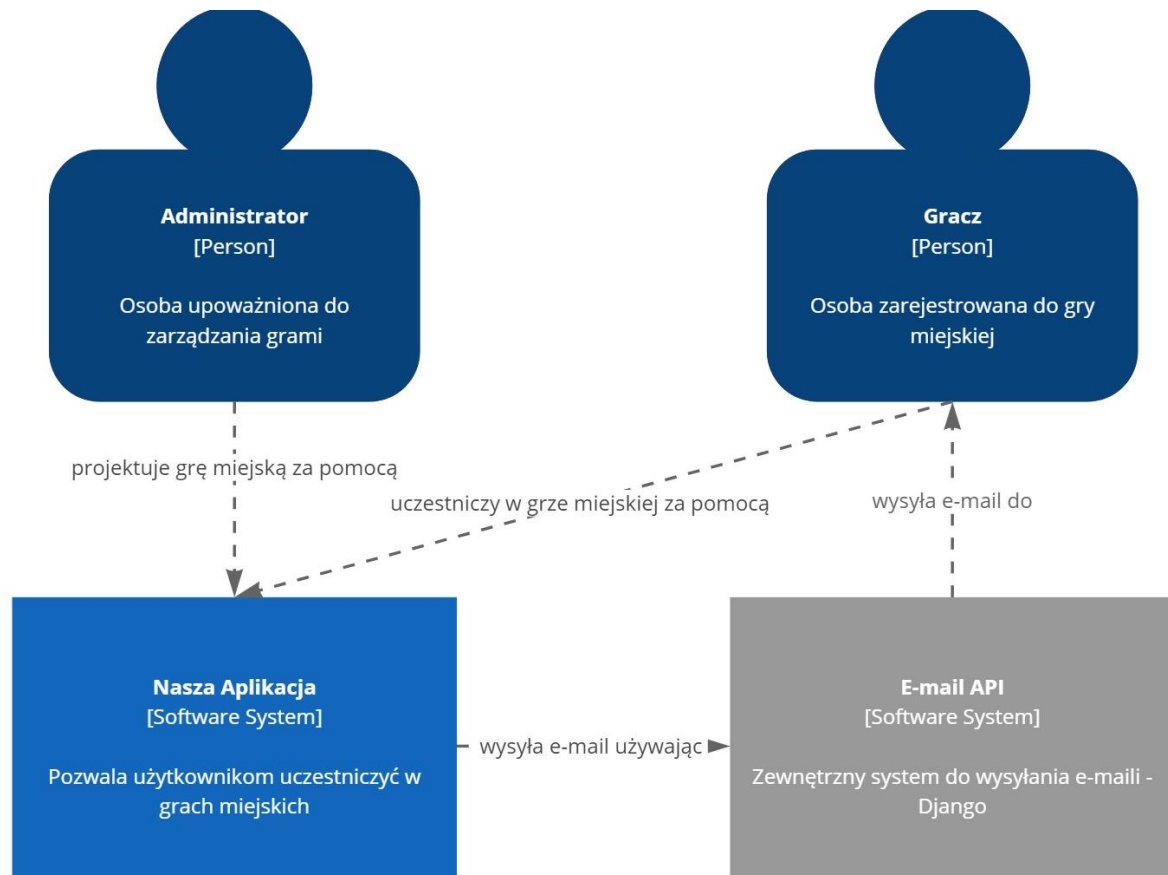 Administrator
[Person]
Osoba upoważniona do
zarządzania grami
Gracz
[Person]
Osoba zarejestrowana do gry
miejskiej
projektuje grę miejską za pomocą
uczestniczy w grze miejskiej za pomocą
wysyła e-mail do
Nasza Aplikacja
[Software System]
Pozwala użytkownikom uczestniczyć w
grach miejskich
wysyła e-mail używając
E-mail API
[Software System]
Zewnętrzny system do wysyłania e-maili -
Django